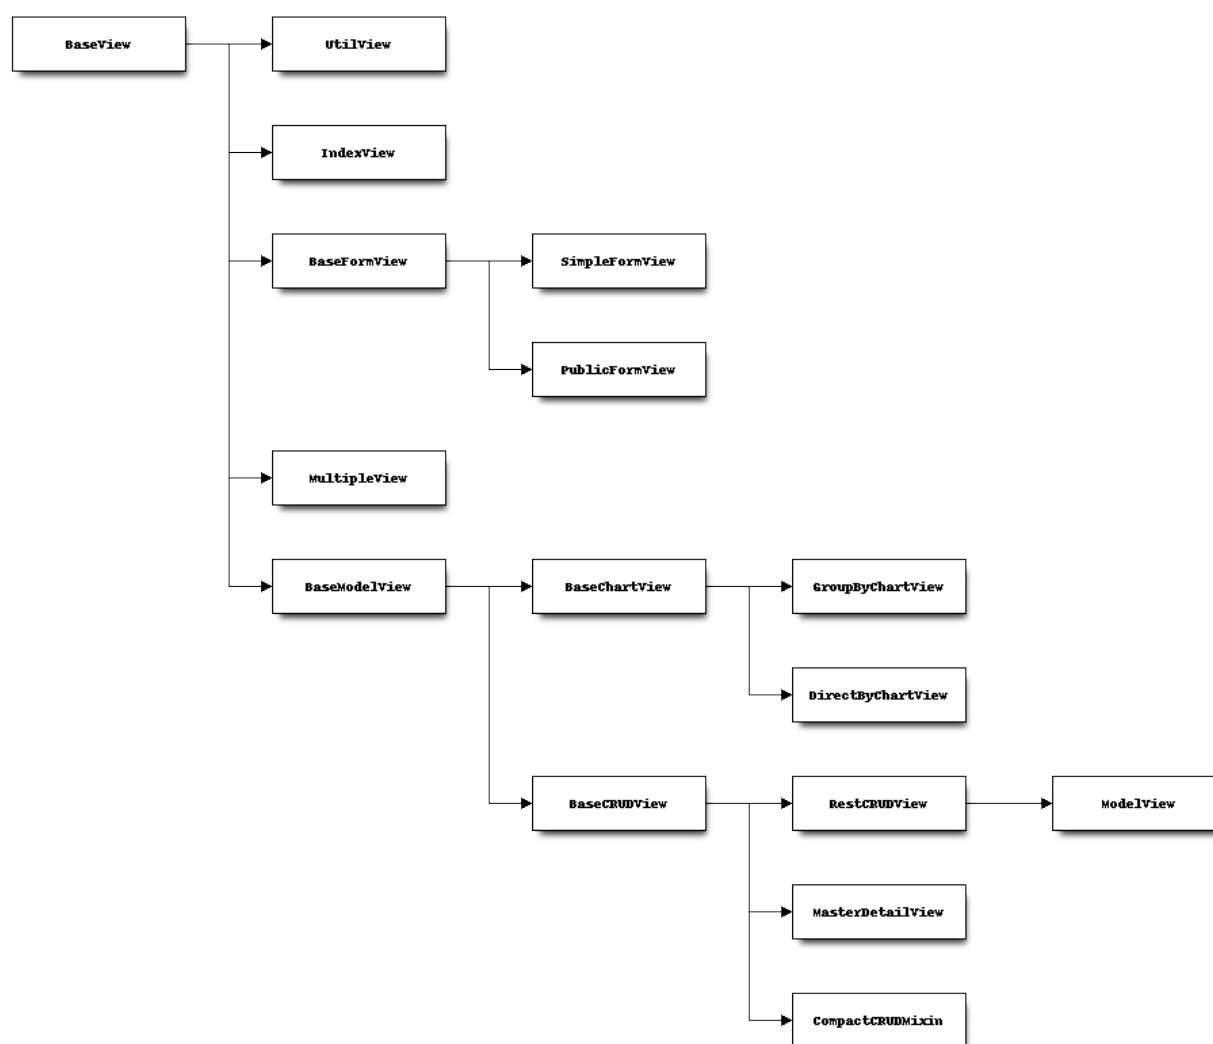 BaseView
UtilView
IndexView
BaseFormView
SimpleFormView
PublicFormView
MultipleView
BaseModelView
BaseChartView
GroupByChartView
DirectByChartView
BaseCRUDView
RestCRUDView
ModelView
MasterDetailView
CompactCRUDMixin